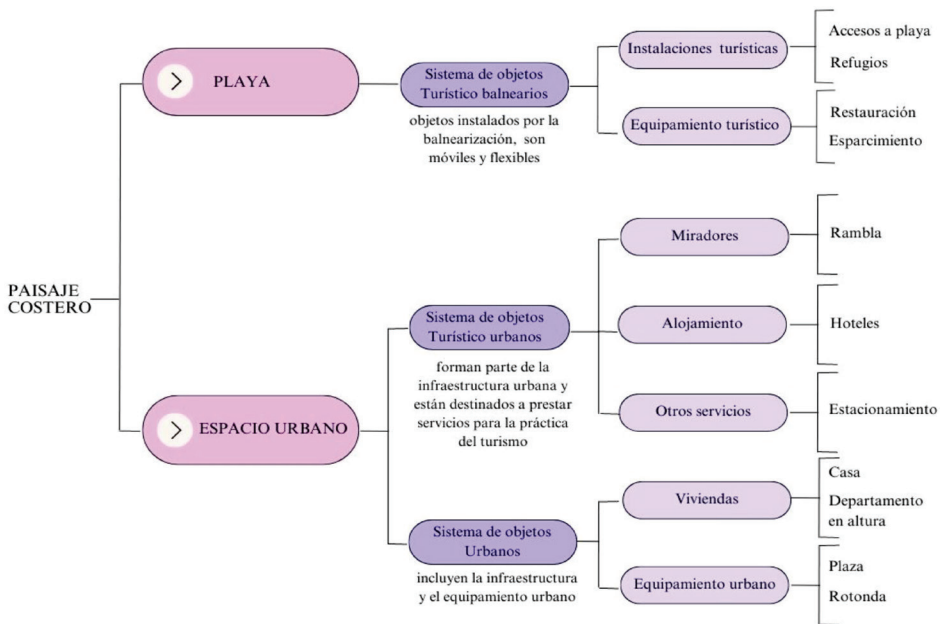 PAISAJE
COSTERO
PLAYA
Sistema de objetos
Turístico balnearios
objetos instalados por la
balnearización, son
móviles y flexibles
Instalaciones turísticas
Accesos a playa
Refugios
Equipamiento turístico
Restauración
Esparcimiento
ESPACIO URBANO
Sistema de objetos
Turístico urbanos
forman parte de la
infraestructura urbana y
están destinados a prestar
servicios para la práctica
del turismo
Miradores
Rambla
Alojamiento
Hoteles
Otros servicios
Estacionamiento
Sistema de objetos
Urbanos
incluyen la infraestructura
y el equipamiento urbano
Viviendas
Casa
Departamento
en altura
Equipamiento urbano
Plaza
Rotonda